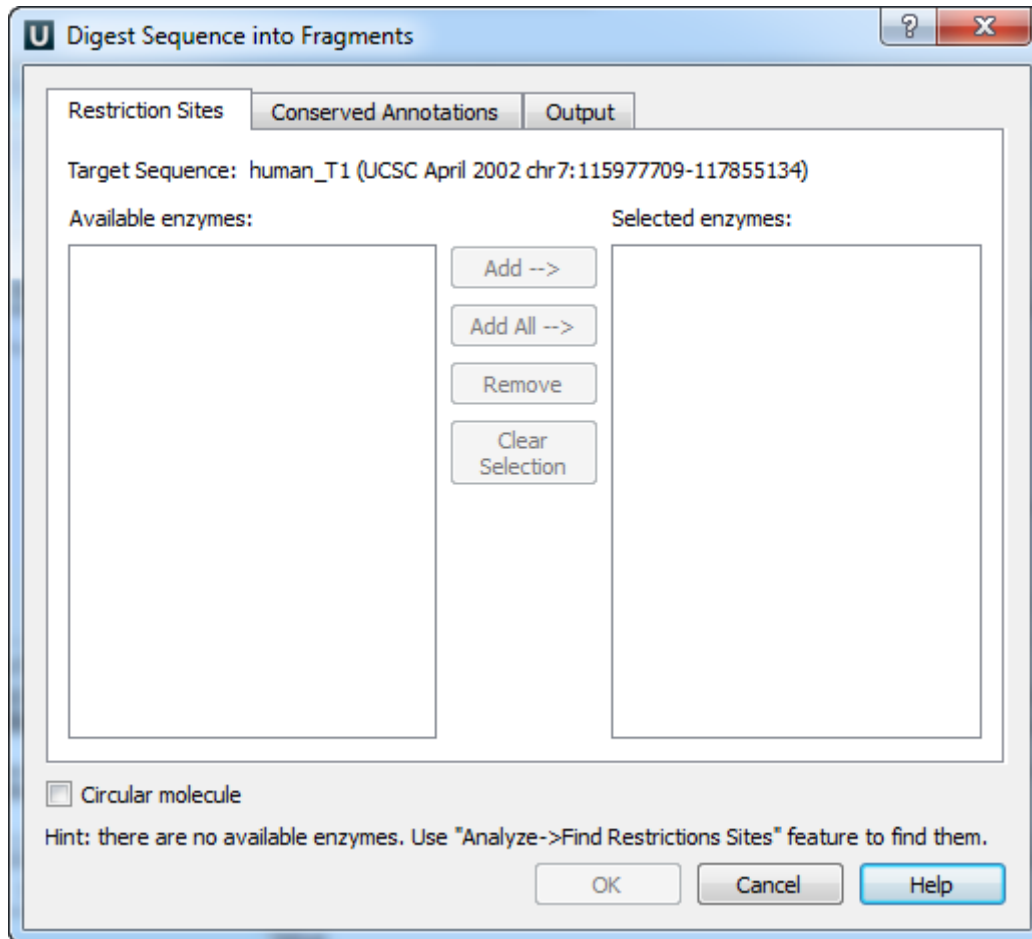 U Digest Sequence into Fragments
? X
Restriction Sites Conserved Annotations Output
Target Sequence: human_T1 (UCSC April 2002 chr7:115977709-117855134)
Available enzymes: Selected enzymes:
Add -->
Add All -->
Remove
Clear
Selection
Circular molecule
Hint: there are no available enzymes. Use "Analyze->Find Restrictions Sites" feature to find them.
OK Cancel Help